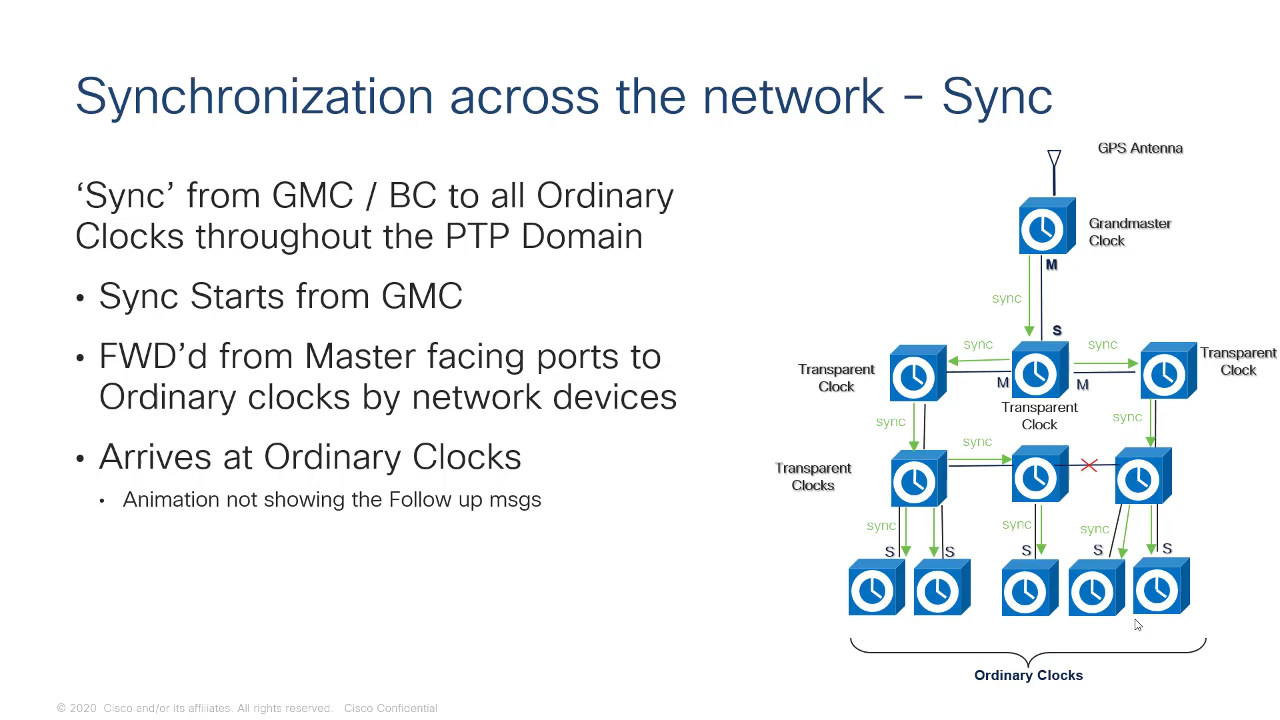 Synchronization across the network - Sync
'Sync' from GMC / BC to all Ordinary
Clocks throughout the PTP Domain
• Sync Starts from GMC
• FWD'd from Master facing ports to
Ordinary clocks by network devices
• Arrives at Ordinary Clocks
• Animation not showing the Follow up msgs
GPS Antenna
Grandmaster
Clock
M
sync
S
sync
sync
Transparent
Clock
M
M
Transparent
Clock
Transparent
Clock
sync
sync
sync
Transparent
Clocks
sync
sync
sync
S
S
S
S
S
Ordinary Clocks
© 2020 Cisco and/or its affiliates. All rights reserved. Cisco Confidential